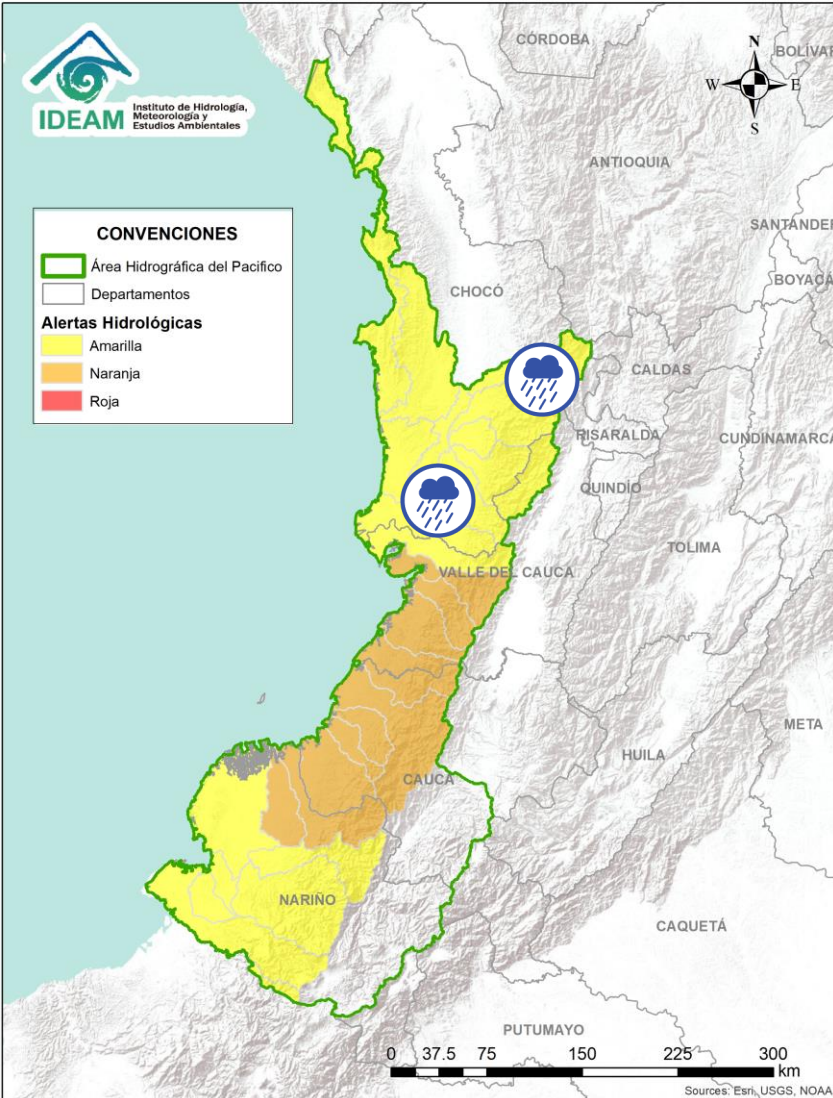 IDEAM
Instituto de Hidrología,
Meteorología y
Estudios Ambientales
CÓRDOBA
BOLÍVAR
N
W
E
S
ANTIOQUIA
SANTANDER
BOYACÁ
CONVENCIONES
Área Hidrográfica del Pacifico
Departamentos
Alertas Hidrológicas
Amarilla
Naranja
Roja
CHOCÓ
CALDAS
RISARALDA
CUNDINAMARCA
QUINDÍO
TOLIMA
VALLE DEL CAUCA
META
HUILA
CAUCA
NARIÑO
CAQUETÁ
PUTUMAYO
0 37.5 75 150 225 300
km
Sources: Esri, USGS, NOAA